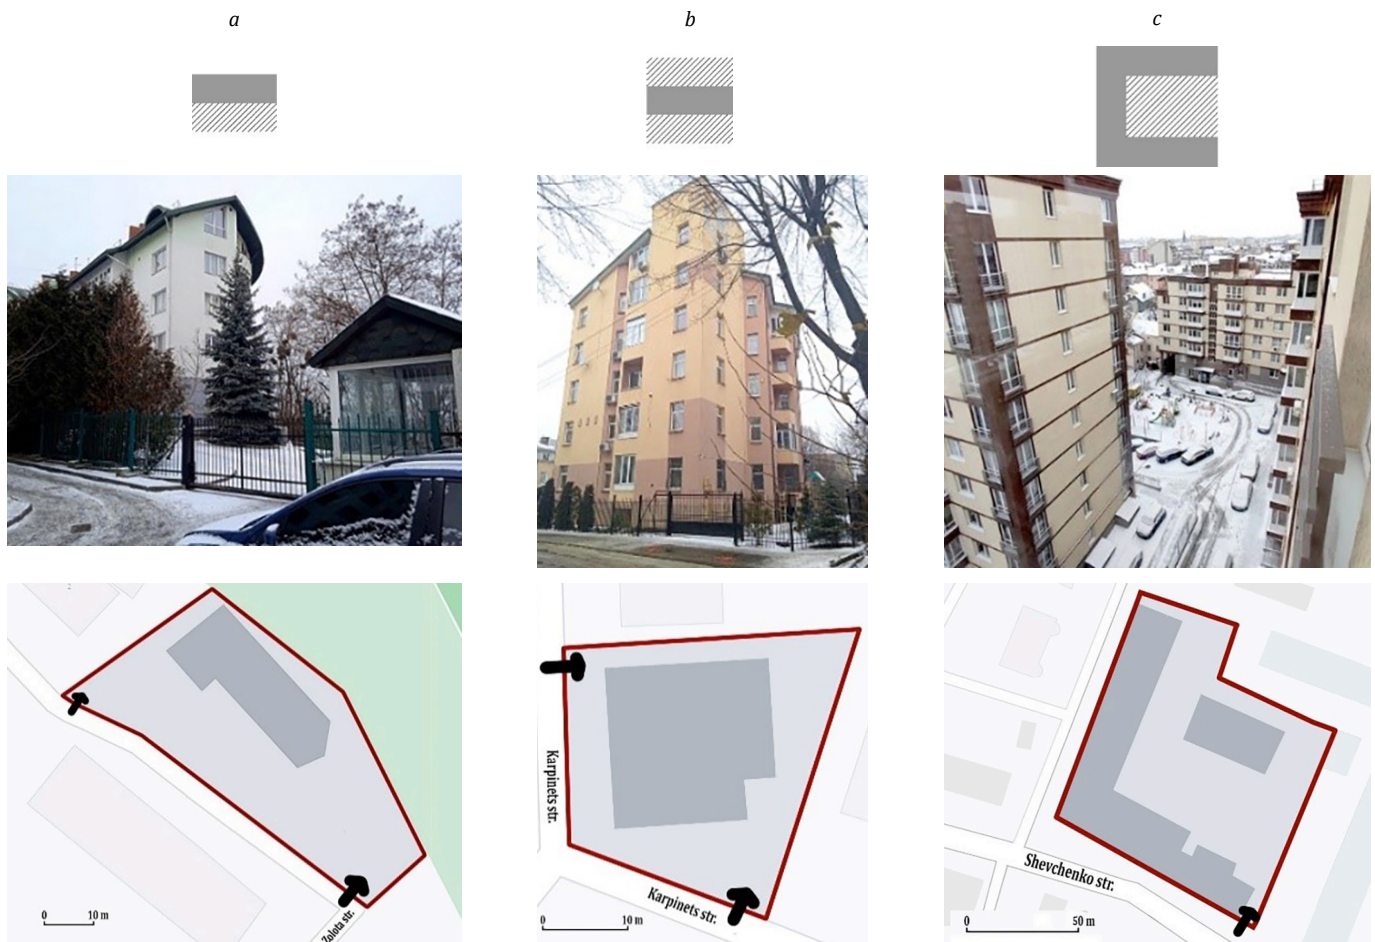 a
b
c
Zolota str.
0 10 m
Karpinets str.
Karpinets str.
0 10 m
Shevchenko str.
0 50 m